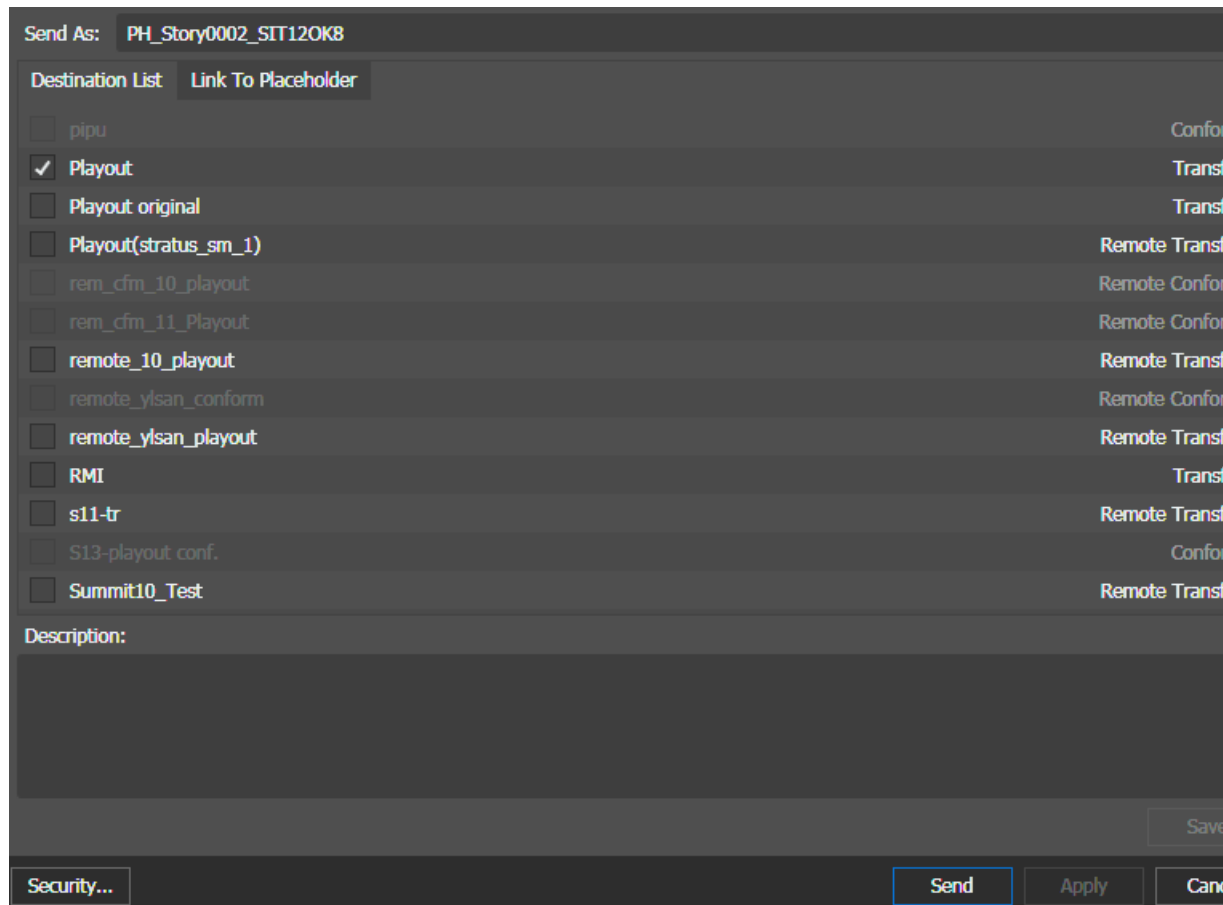 Send As: PH_Story0002_SIT12OK8
Destination List Link To Placeholder
pipu Confor
Playout Transf
Playout original Transf
Playout(stratus_sm_1) Remote Transf
rem_cfm_10_playout Remote Confor
rem_cfm_11_Playout Remote Confor
remote_10_playout Remote Transf
remote_ylsan_conform Remote Confor
remote_ylsan_playout Remote Transf
RMI Transf
s11-tr Remote Transf
S13-playout conf. Confor
Summit10_Test Remote Transf
Description:
Save
Security... Send Apply Canc